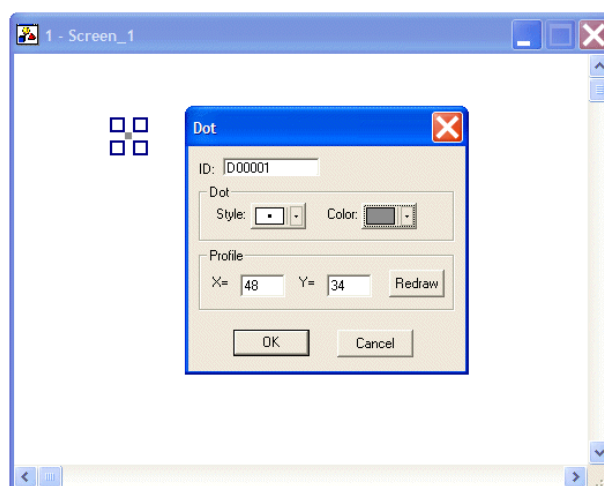 1 - Screen_1
Dot
ID: D00001
Dot
Style: Color:
Profile
X= 48 Y= 34 Redraw
OK Cancel